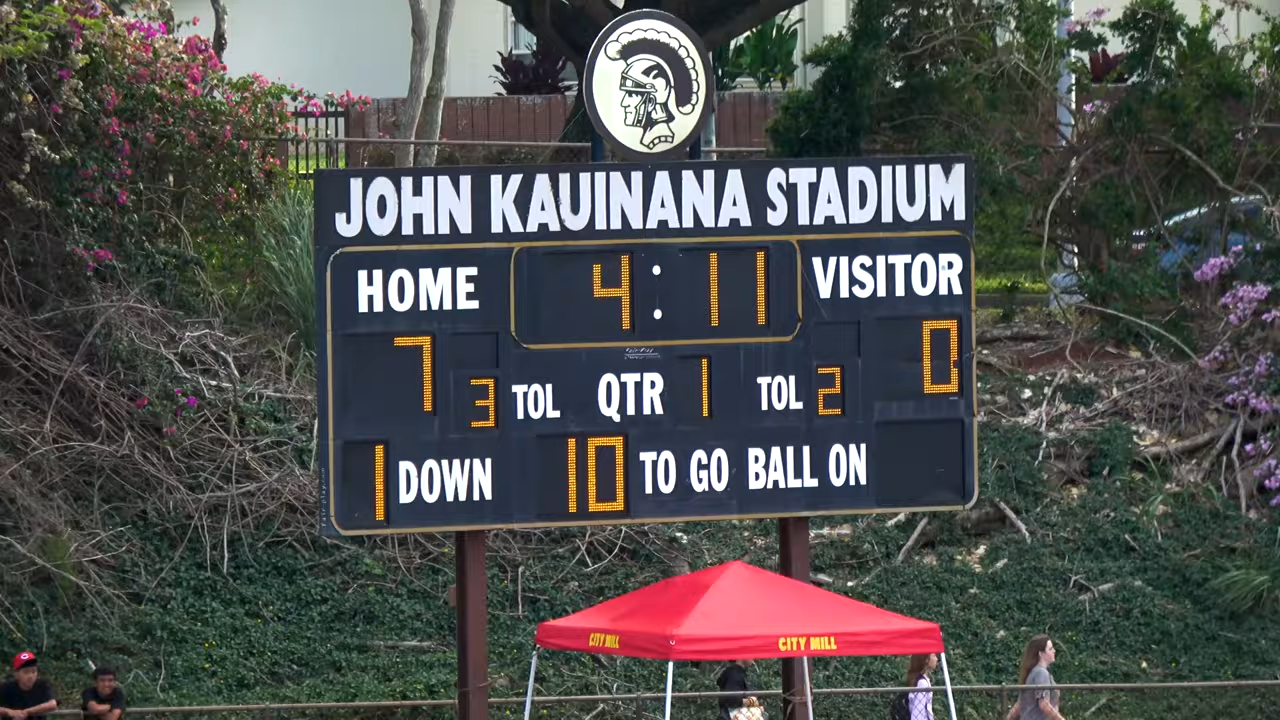 JOHN KAUINANA STADIUM
HOME 4:11 VISITOR
7 3 TOL QTR 1 TOL 2 0
1 DOWN 10 TO GO BALL ON
CITY MILL CITY MILL